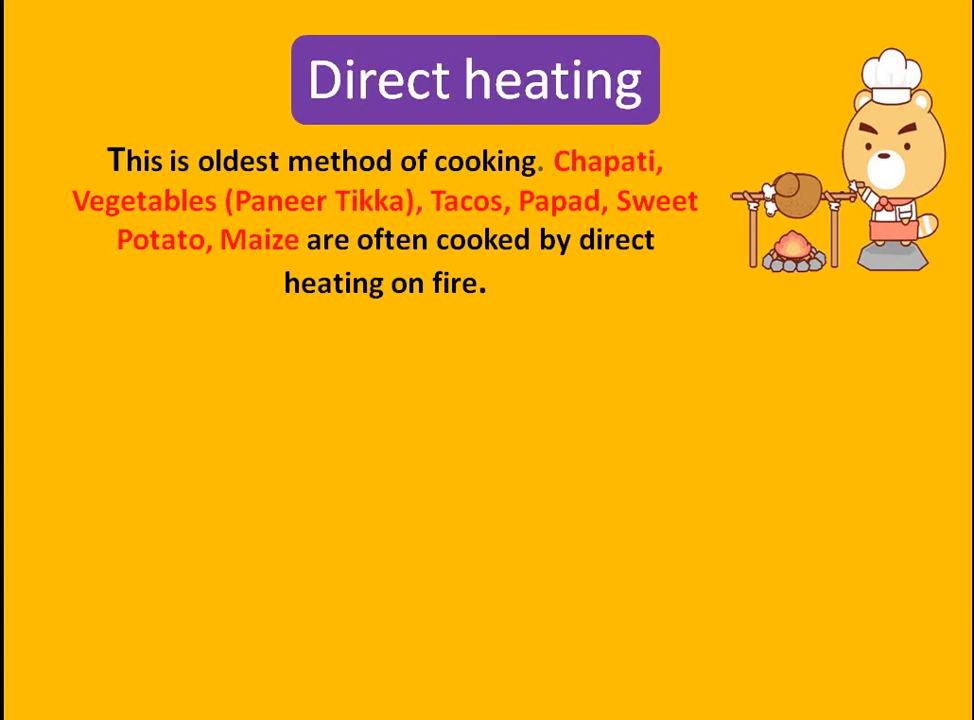 Direct heating
This is oldest method of cooking. Chapati,
Vegetables (Paneer Tikka), Tacos, Papad, Sweet
Potato, Maize are often cooked by direct
heating on fire.